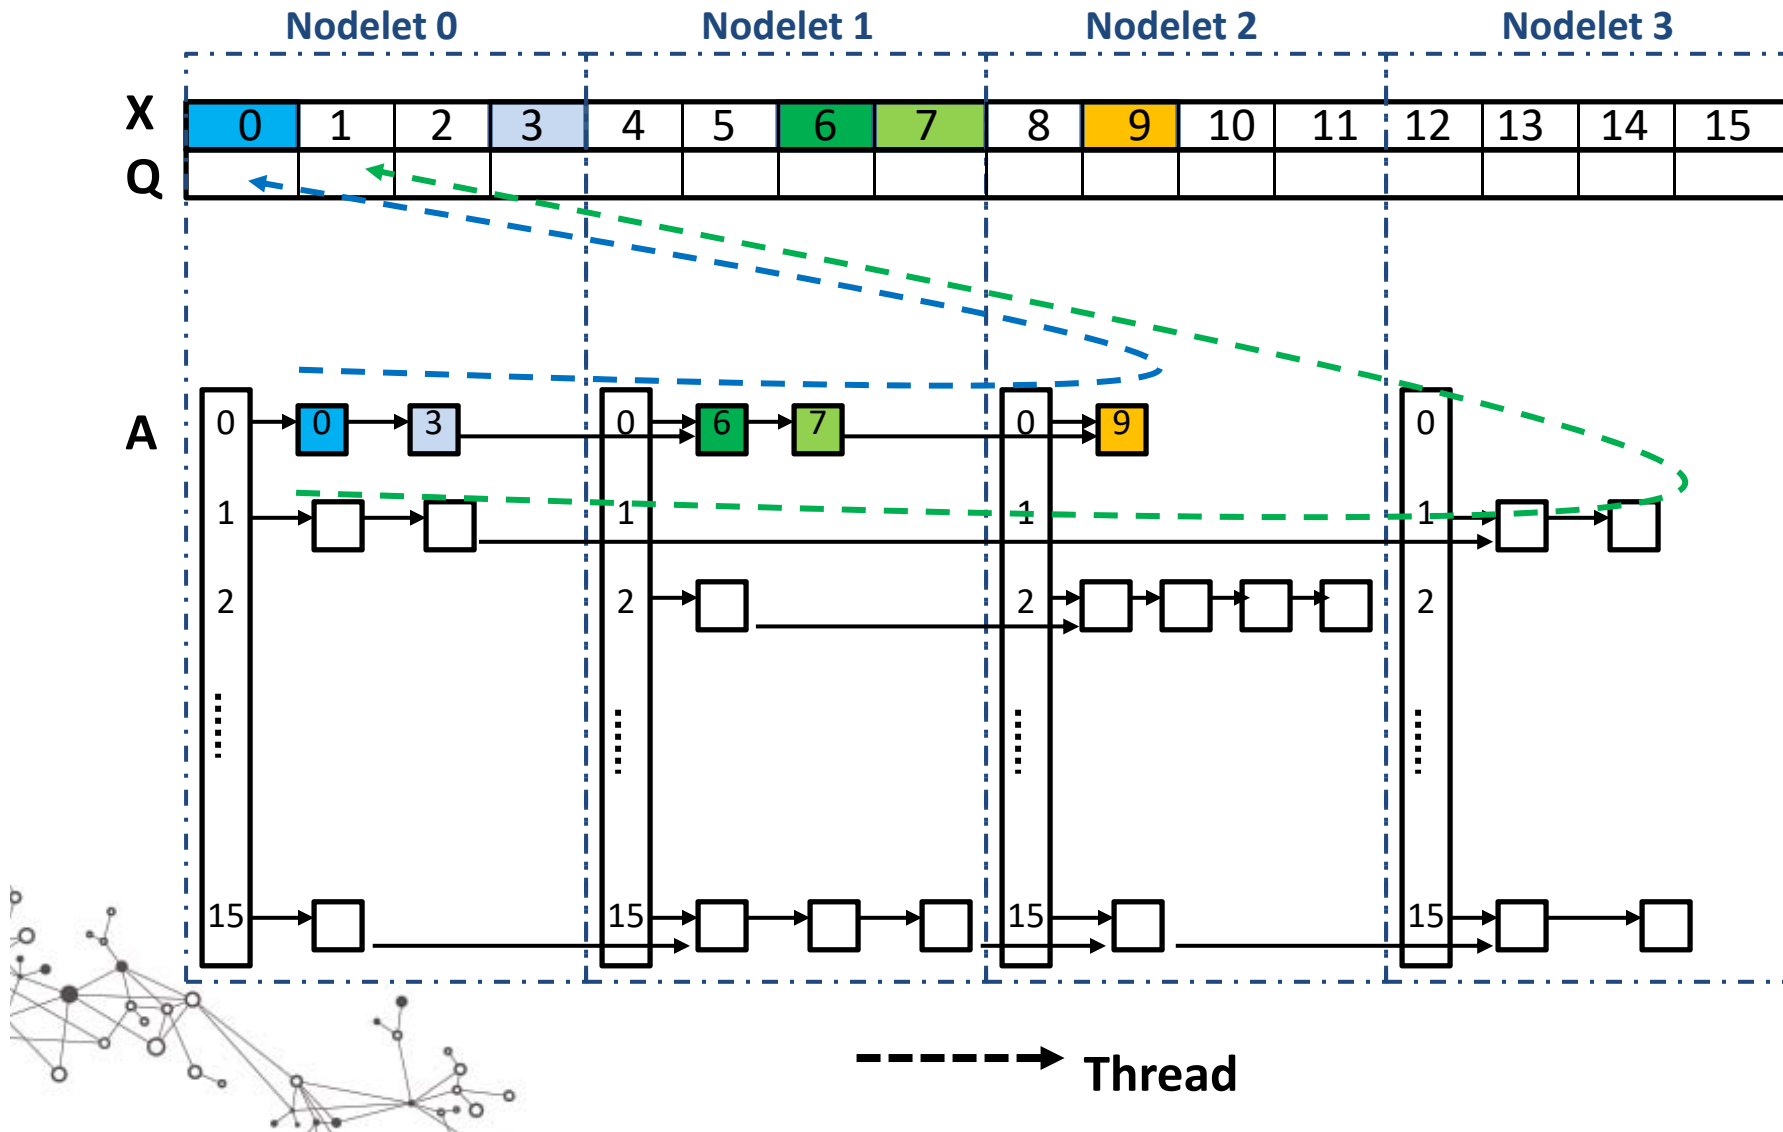 Nodelet 0 Nodelet 1 Nodelet 2 Nodelet 3
X 0 1 2 3 4 5 6 7 8 9 10 11 12 13 14 15
Q
A 0 0 3 0 6 7 0 9 0
1 1 1 1
2 2 2 2
15 15 15 15
Thread